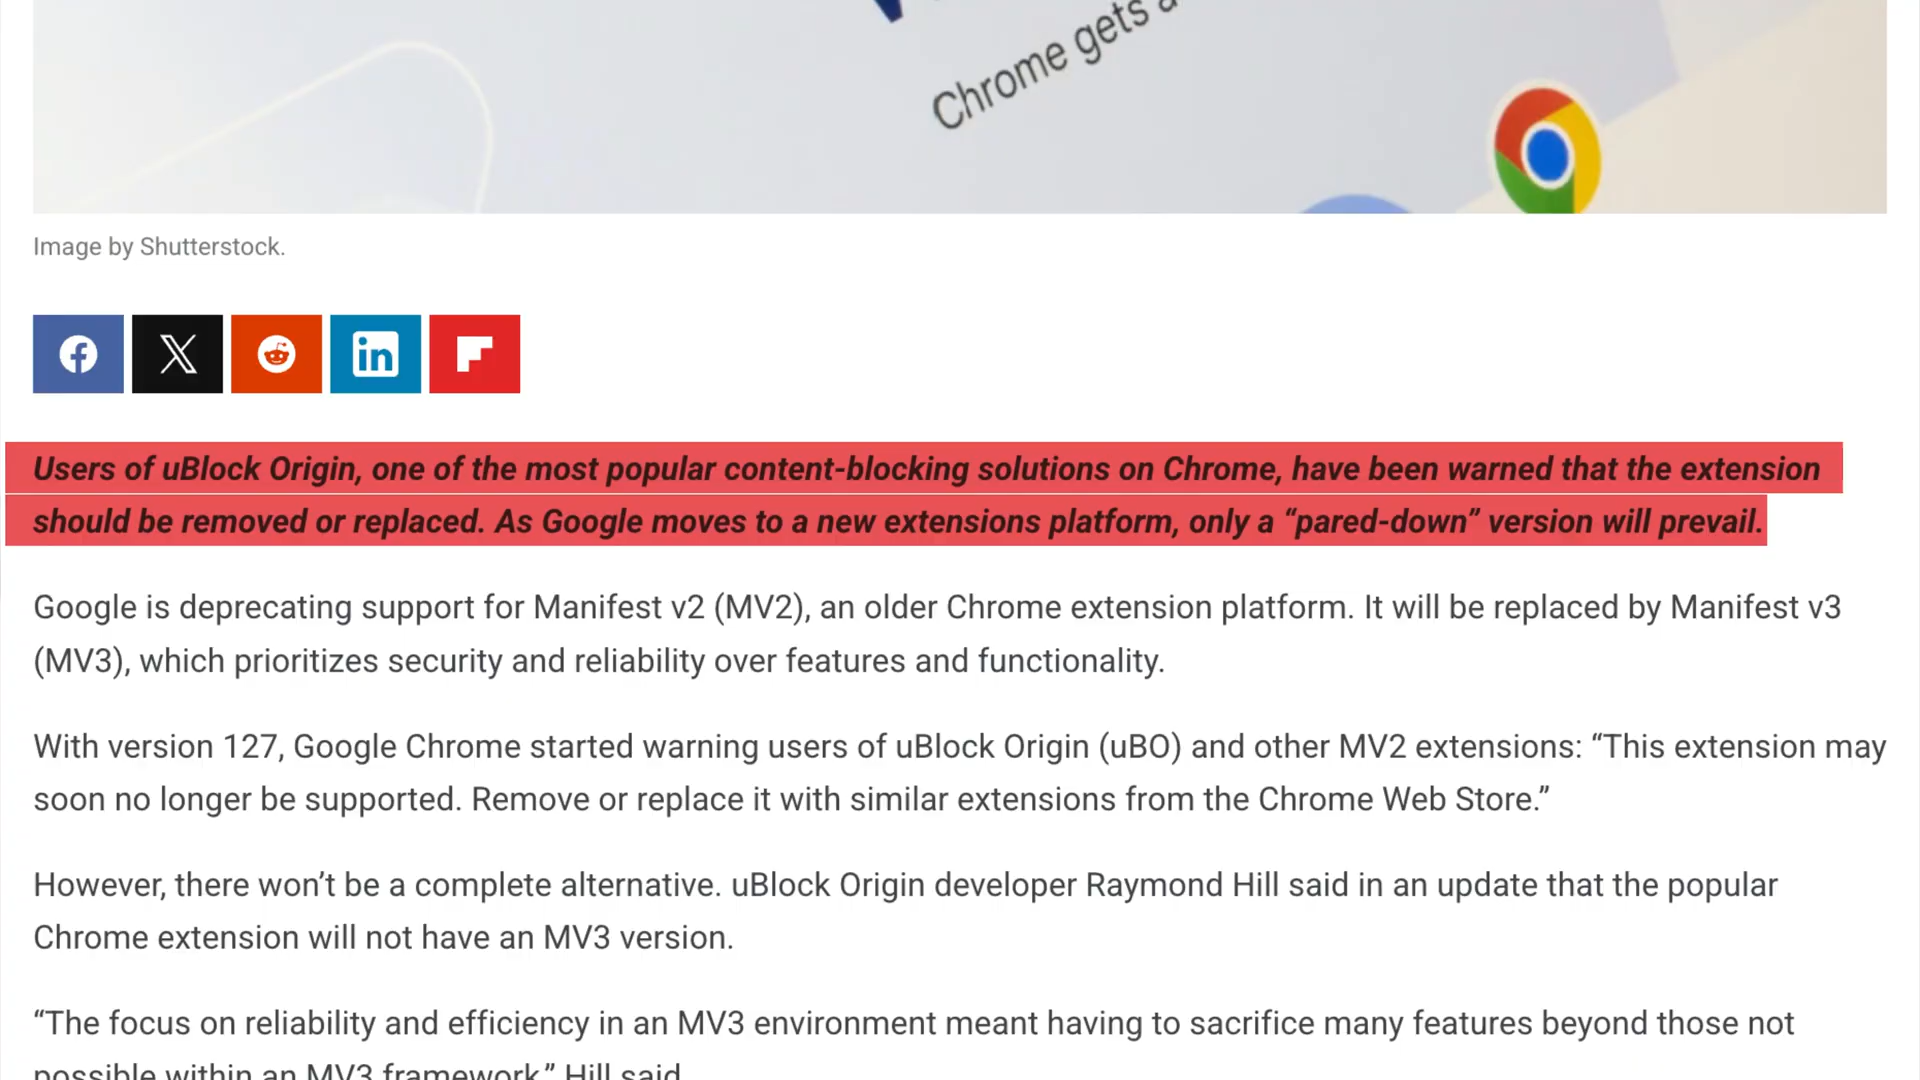 Chrome gets a
Image by Shutterstock.
Users of uBlock Origin, one of the most popular content-blocking solutions on Chrome, have been warned that the extension
should be removed or replaced. As Google moves to a new extensions platform, only a “pared-down” version will prevail.
Google is deprecating support for Manifest v2 (MV2), an older Chrome extension platform. It will be replaced by Manifest v3
(MV3), which prioritizes security and reliability over features and functionality.
With version 127, Google Chrome started warning users of uBlock Origin (uBO) and other MV2 extensions: “This extension may
soon no longer be supported. Remove or replace it with similar extensions from the Chrome Web Store.”
However, there won’t be a complete alternative. uBlock Origin developer Raymond Hill said in an update that the popular
Chrome extension will not have an MV3 version.
“The focus on reliability and efficiency in an MV3 environment meant having to sacrifice many features beyond those not
possible within an MV3 framework,” Hill said.